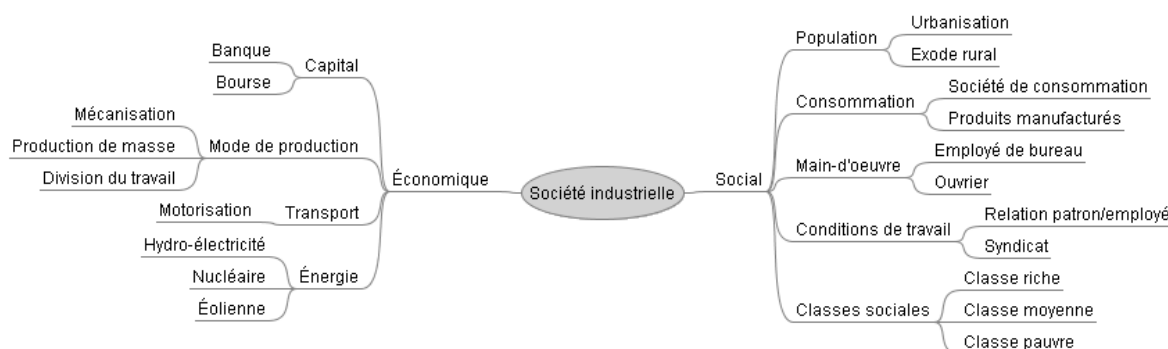 Société industrielle
Économique
Capital
Banque
Bourse
Mode de production
Mécanisation
Production de masse
Division du travail
Transport
Motorisation
Énergie
Hydro-électricité
Nucléaire
Éolienne
Social
Population
Urbanisation
Exode rural
Consommation
Société de consommation
Produits manufacturés
Main-d'oeuvre
Employé de bureau
Ouvrier
Conditions de travail
Relation patron/employé
Syndicat
Classes sociales
Classe riche
Classe moyenne
Classe pauvre